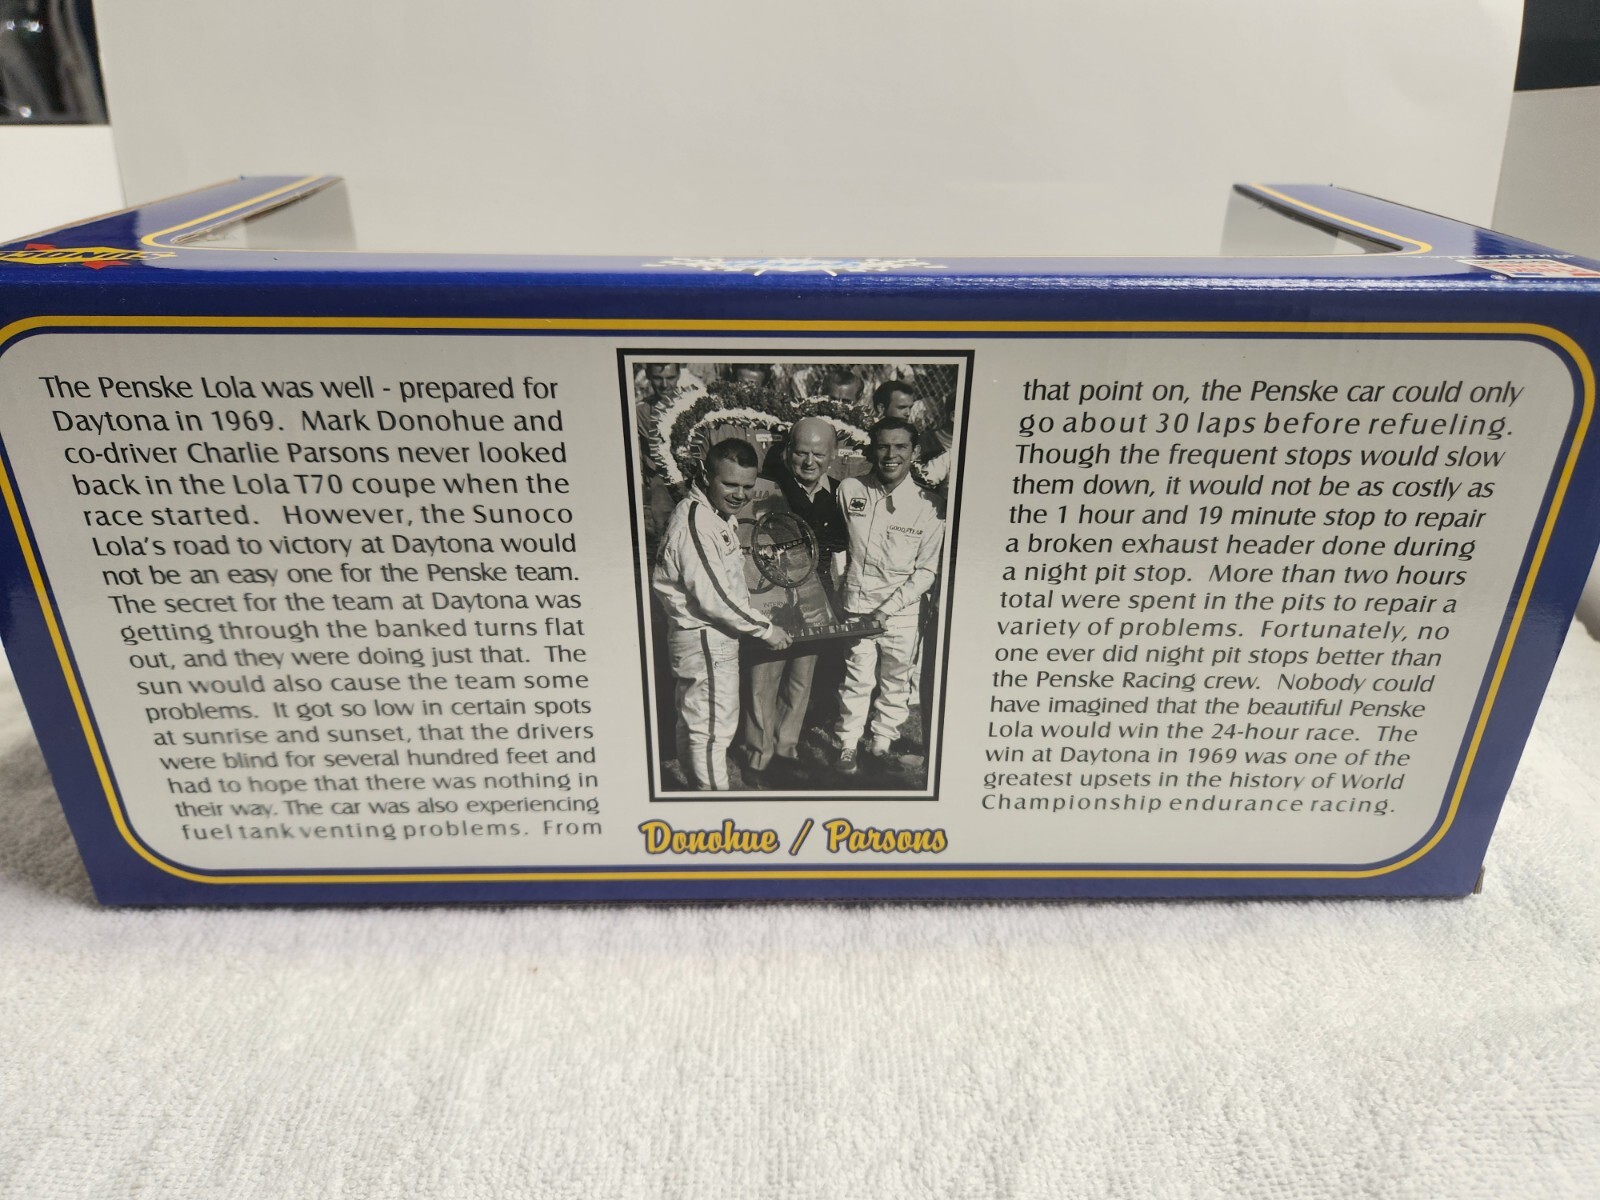 SUNOCO
The Penske Lola was well - prepared for
Daytona in 1969. Mark Donohue and
co-driver Charlie Parsons never looked
back in the Lola T70 coupe when the
race started. However, the Sunoco
Lola's road to victory at Daytona would
not be an easy one for the Penske team.
The secret for the team at Daytona was
getting through the banked turns flat
out, and they were doing just that. The
sun would also cause the team some
problems. It got so low in certain spots
at sunrise and sunset, that the drivers
were blind for several hundred feet and
had to hope that there was nothing in
their way. The car was also experiencing
fuel tank venting problems. From
GOODYEAR
Donohue / Parsons
that point on, the Penske car could only
go about 30 laps before refueling.
Though the frequent stops would slow
them down, it would not be as costly as
the 1 hour and 19 minute stop to repair
a broken exhaust header done during
a night pit stop. More than two hours
total were spent in the pits to repair a
variety of problems. Fortunately, no
one ever did night pit stops better than
the Penske Racing crew. Nobody could
have imagined that the beautiful Penske
Lola would win the 24-hour race. The
win at Daytona in 1969 was one of the
greatest upsets in the history of World
Championship endurance racing.